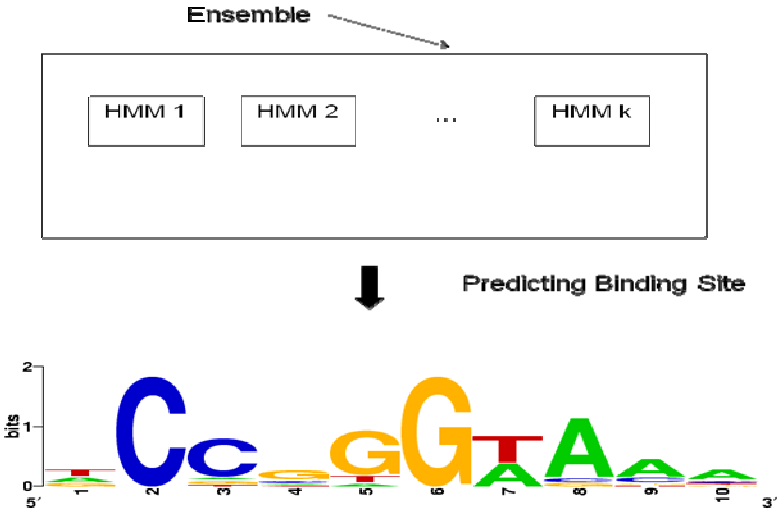 Ensemble
HMM 1 HMM 2 ... HMM k
Predicting Binding Site
2
1
0
bits
T C C G G G T A A A
A C C T A C C C
G G C A G
5′ 1 2 3 4 5 6 7 8 9 10 3′